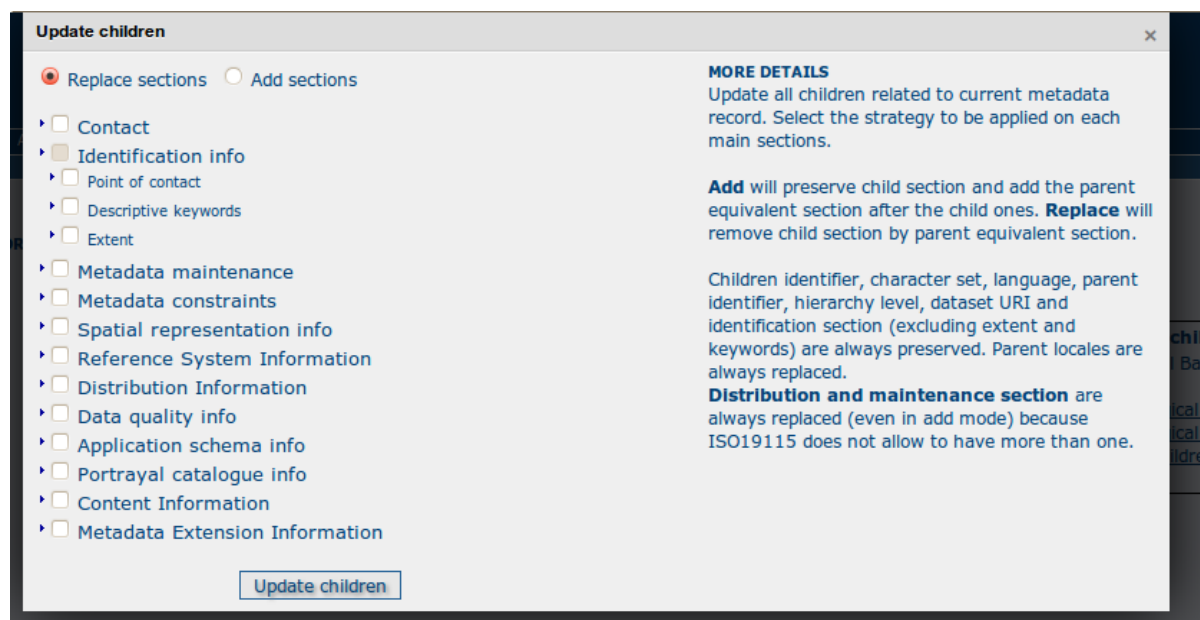 Update children
×
Replace sections Add sections
Contact
Identification info
Point of contact
Descriptive keywords
Extent
Metadata maintenance
Metadata constraints
Spatial representation info
Reference System Information
Distribution Information
Data quality info
Application schema info
Portrayal catalogue info
Content Information
Metadata Extension Information
Update children
MORE DETAILS
Update all children related to current metadata
record. Select the strategy to be applied on each
main sections.
Add will preserve child section and add the parent
equivalent section after the child ones. Replace will
remove child section by parent equivalent section.
Children identifier, character set, language, parent
identifier, hierarchy level, dataset URI and
identification section (excluding extent and
keywords) are always preserved. Parent locales are
always replaced.
Distribution and maintenance section are
always replaced (even in add mode) because
ISO19115 does not allow to have more than one.